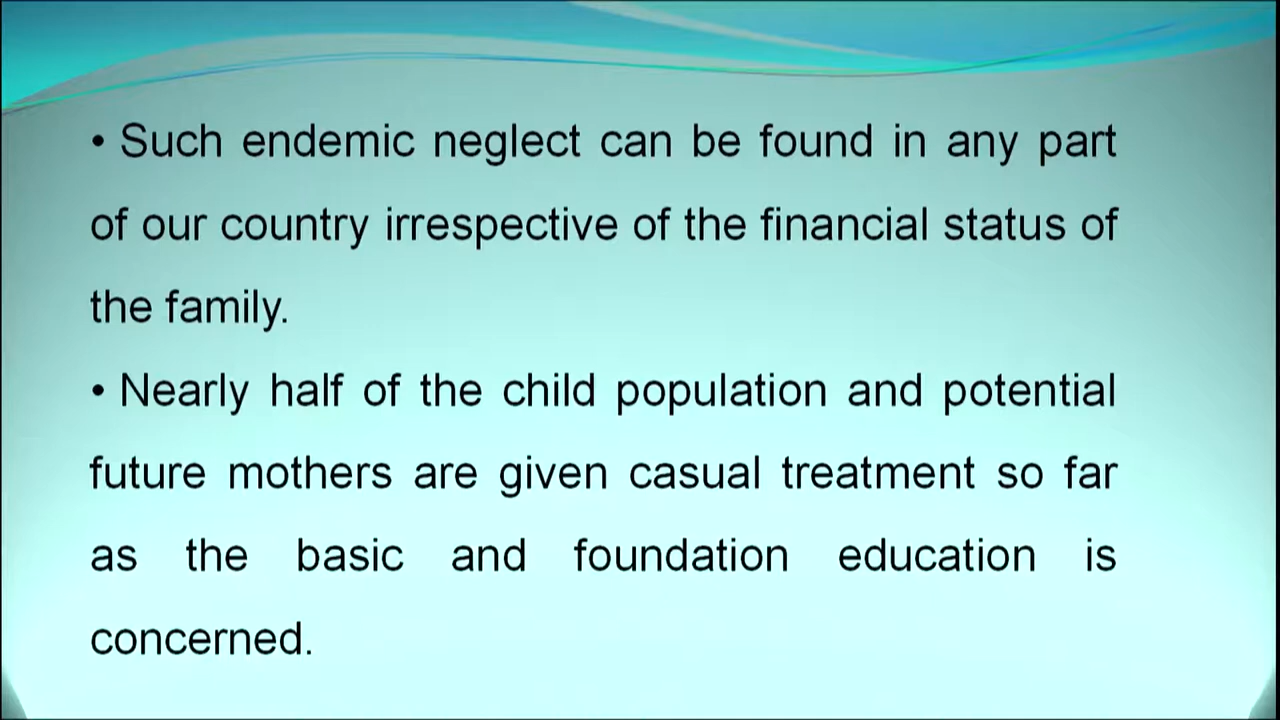 • Such endemic neglect can be found in any part
of our country irrespective of the financial status of
the family.
• Nearly half of the child population and potential
future mothers are given casual treatment so far
as the basic and foundation education is
concerned.